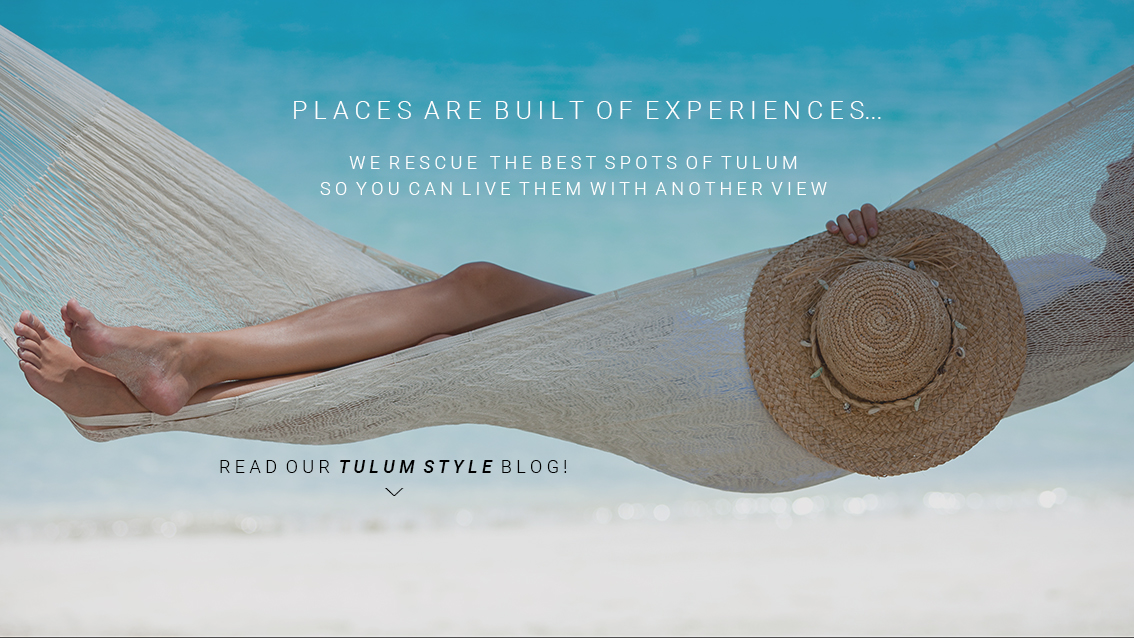 PLACES ARE BUILT OF EXPERIENCES...
WE RESCUE THE BEST SPOTS OF TULUM
SO YOU CAN LIVE THEM WITH ANOTHER VIEW
READ OUR TULUM STYLE BLOG!